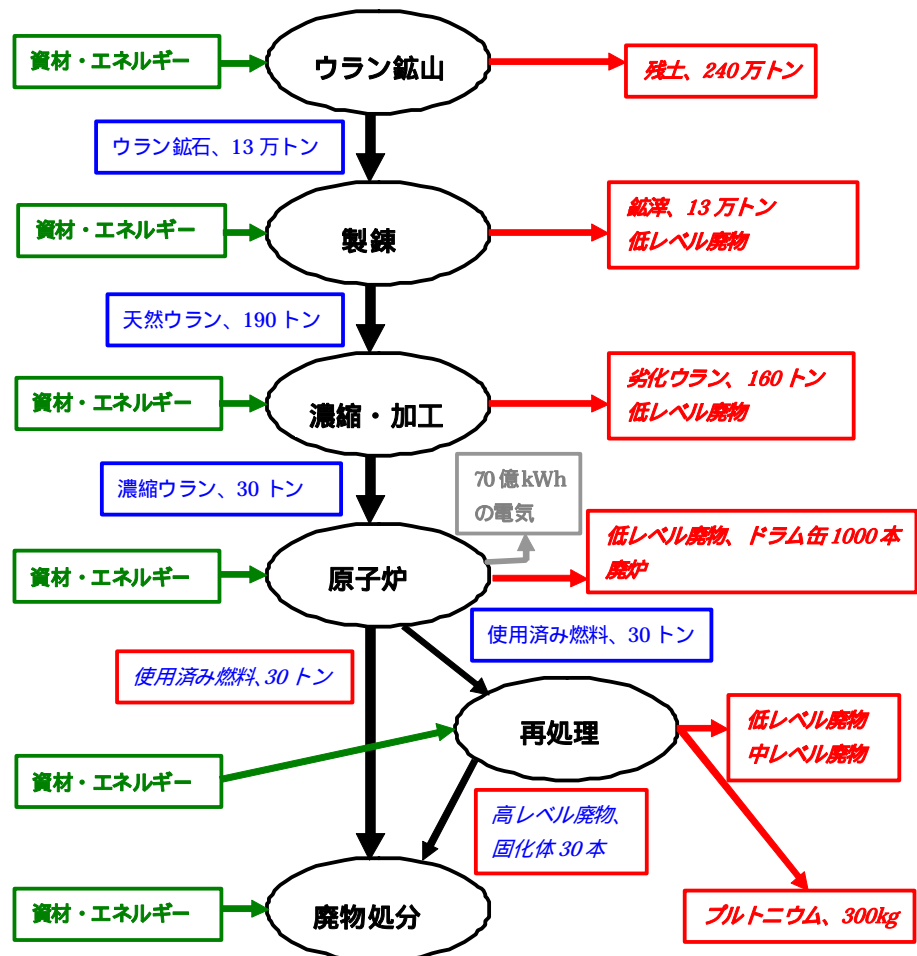 資材・エネルギー
ウラン鉱山
残土、240万トン
ウラン鉱石、13万トン
資材・エネルギー
製錬
鉱滓、13万トン
低レベル廃物
天然ウラン、190トン
資材・エネルギー
濃縮・加工
劣化ウラン、160トン
低レベル廃物
濃縮ウラン、30トン
70億kWh
の電気
資材・エネルギー
原子炉
低レベル廃物、ドラム缶1000本
廃炉
使用済み燃料、30トン
使用済み燃料、30トン
再処理
低レベル廃物
中レベル廃物
資材・エネルギー
高レベル廃物、
固化体30本
資材・エネルギー
廃物処分
プルトニウム、300kg